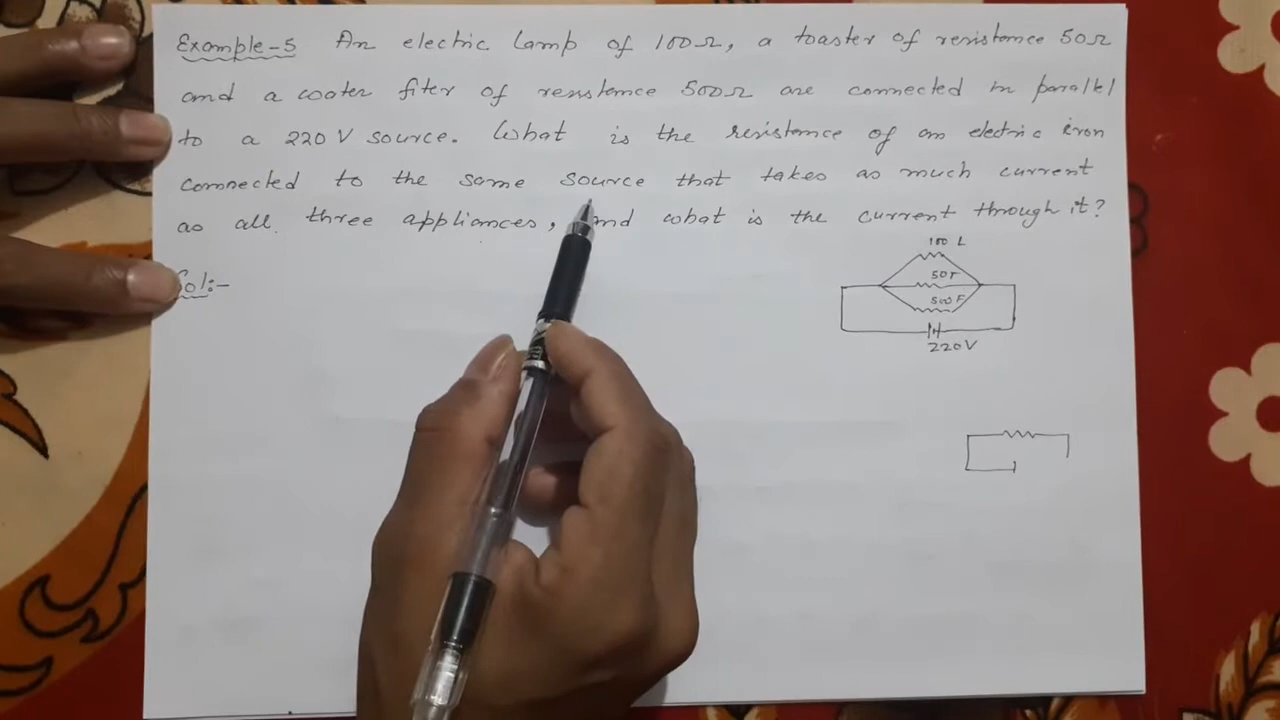 Example-5 An electric lamp of 100Ω, a toaster of resistance 50Ω
and a water fiter of resistance 500Ω are connected in parallel
to a 220 V source. What is the resistance of an electric iron
connected to the same source that takes as much current
as all three appliances, and what is the current through it?
Sol:-
100 L
50 T
500 F
220V